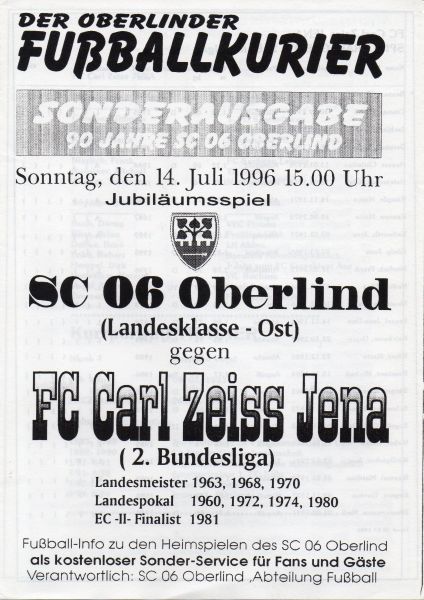 DER OBERLINDER
FUẞBALLKURIER
SONDERAUSGABE
90 JAHRE SC 06 OBERLIND
Sonntag, den 14. Juli 1996 15.00 Uhr
Jubiläumsspiel
SC 06 Oberlind
(Landesklasse - Ost)
gegen
FC Carl Zeiss Jena
( 2. Bundesliga)
Landesmeister 1963, 1968, 1970
Landespokal 1960, 1972, 1974, 1980
EC -II- Finalist 1981
Fußball-Info zu den Heimspielen des SC 06 Oberlind
als kostenloser Sonder-Service für Fans und Gäste
Verantwortlich: SC 06 Oberlind ,Abteilung Fußball